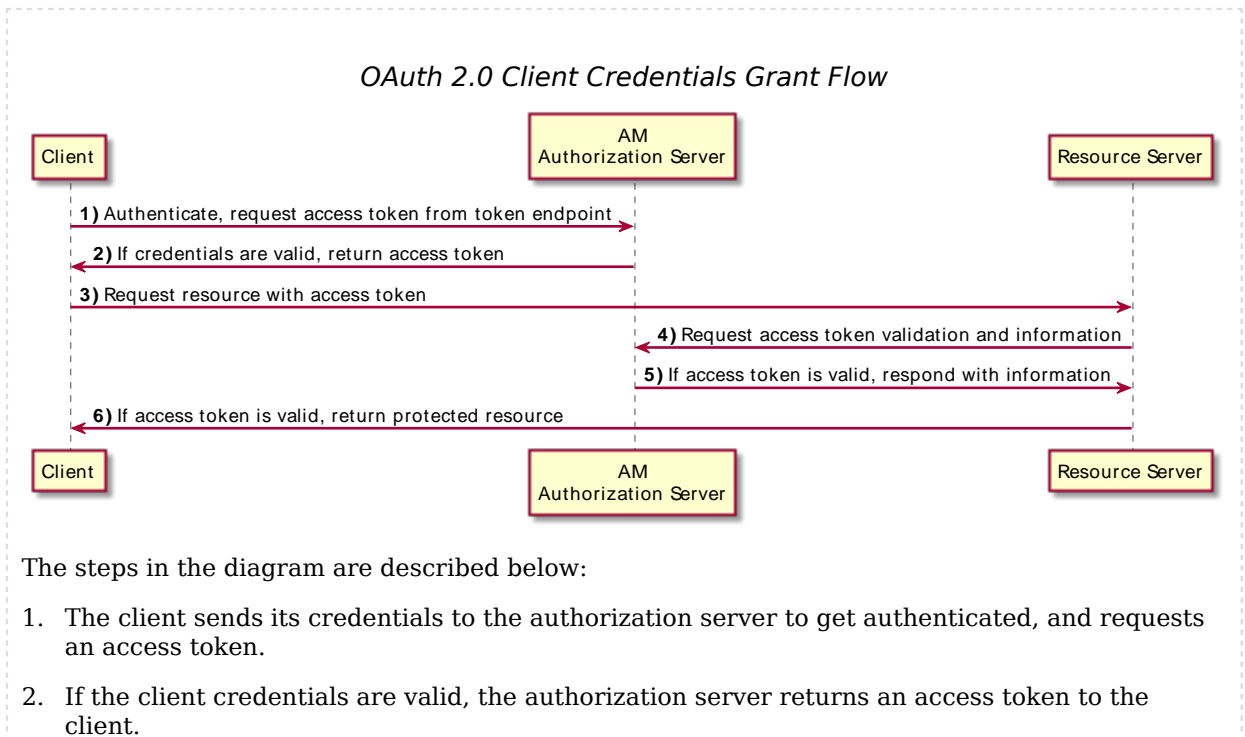 OAuth 2.0 Client Credentials Grant Flow
Client
AM
Authorization Server
Resource Server
1) Authenticate, request access token from token endpoint
2) If credentials are valid, return access token
3) Request resource with access token
4) Request access token validation and information
5) If access token is valid, respond with information
6) If access token is valid, return protected resource
Client
AM
Authorization Server
Resource Server
The steps in the diagram are described below:
1. The client sends its credentials to the authorization server to get authenticated, and requests
an access token.
2. If the client credentials are valid, the authorization server returns an access token to the
client.